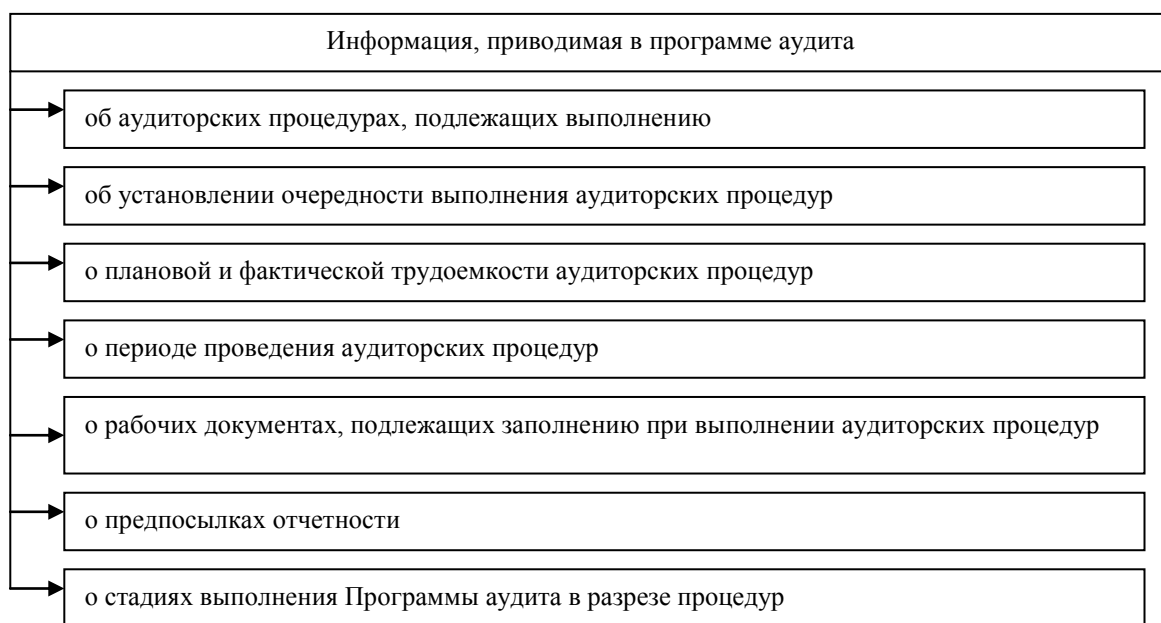 Информация, приводимая в программе аудита
об аудиторских процедурах, подлежащих выполнению
об установлении очередности выполнения аудиторских процедур
о плановой и фактической трудоемкости аудиторских процедур
о периоде проведения аудиторских процедур
о рабочих документах, подлежащих заполнению при выполнении аудиторских процедур
о предпосылках отчетности
о стадиях выполнения Программы аудита в разрезе процедур